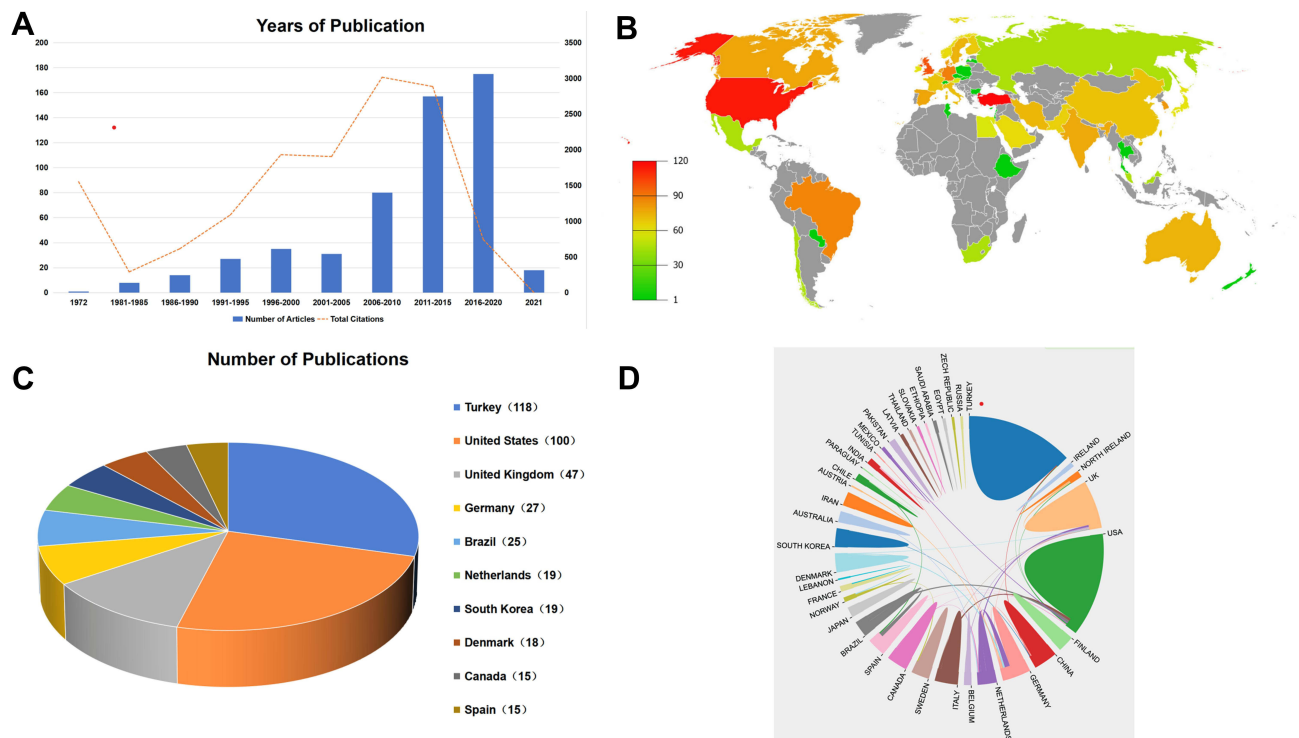 A
Years of Publication
200
180
160
140
120
100
80
60
40
20
0
3500
3000
2500
2000
1500
1000
500
0
1972
1981-1985
1986-1990
1991-1995
1996-2000
2001-2005
2006-2010
2011-2015
2016-2020
2021
Number of Articles
Total Citations
B
120
90
60
30
1
C
Number of Publications
Turkey（118）
United States（100）
United Kingdom（47）
Germany（27）
Brazil（25）
Netherlands（19）
South Korea（19）
Denmark（18）
Canada（15）
Spain（15）
D
TURKEY
IRELAND
NORTH IRELAND
UK
USA
FINLAND
CHINA
GERMANY
NETHERLANDS
BELGIUM
ITALY
SWEDEN
CANADA
SPAIN
BRAZIL
JAPAN
NORWAY
FRANCE
LEBANON
DENMARK
SOUTH KOREA
AUSTRALIA
IRAN
AUSTRIA
CHILE
PARAGUAY
INDIA
TUNISIA
MEXICO
PAKISTAN
LATVIA
THAILAND
SLOVAKIA
ETHIOPIA
SAUDI ARABIA
EGYPT
ZECH REPUBLIC
RUSSIA